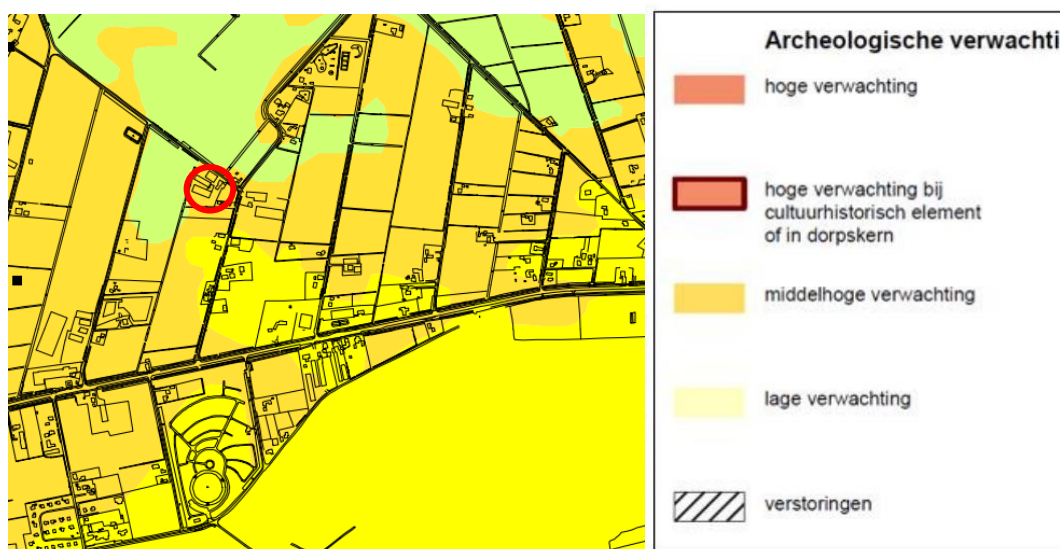 Archeologische verwachti
hoge verwachting
hoge verwachting bij
cultuurhistorisch element
of in dorpskern
middelhoge verwachting
lage verwachting
verstoringen